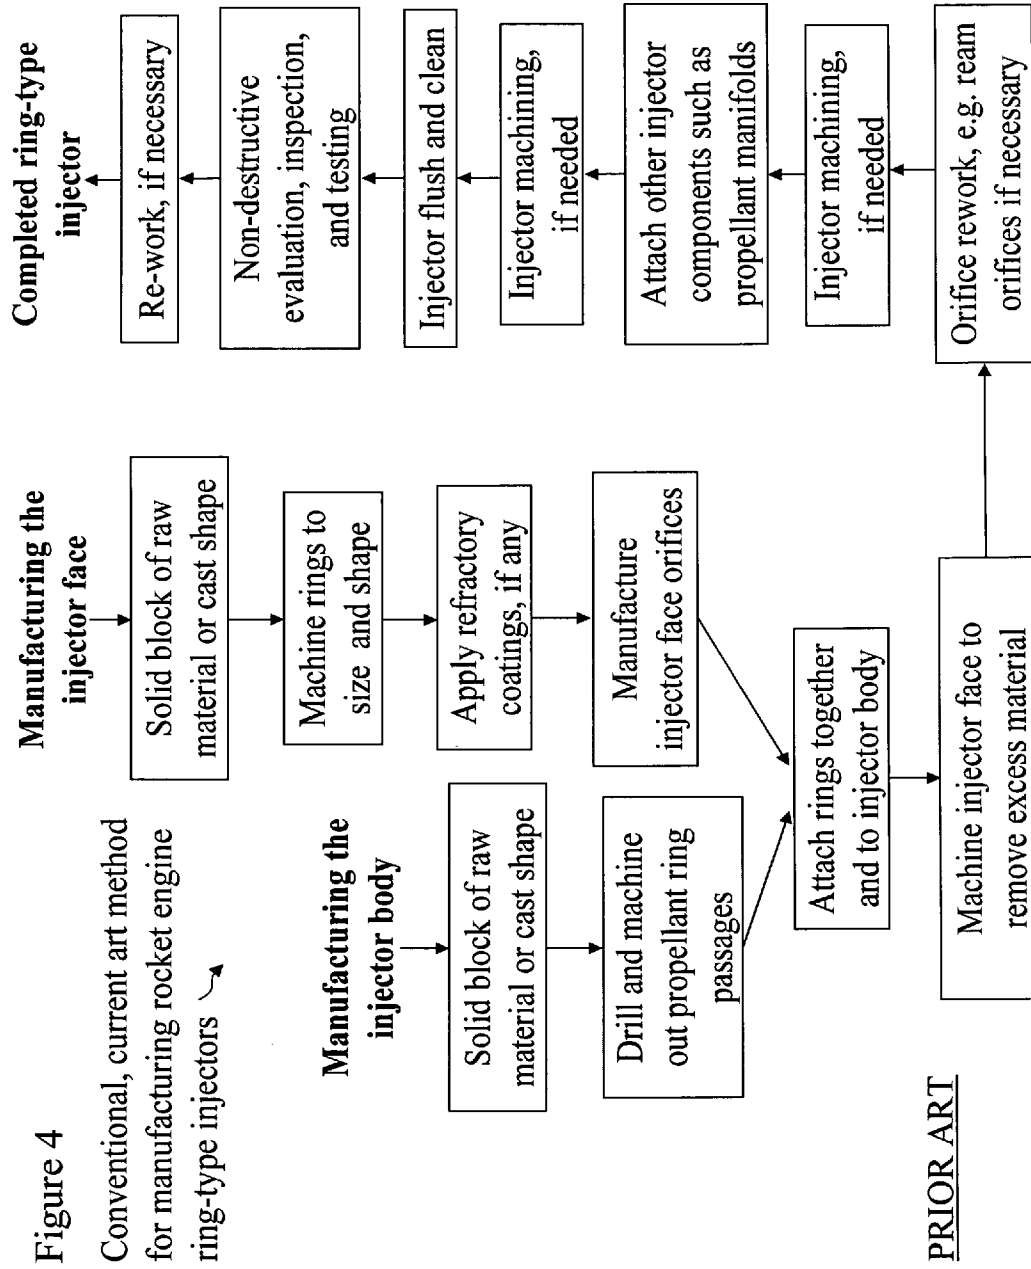 Figure 4
Conventional, current art method
for manufacturing rocket engine
ring-type injectors
Manufacturing the
injector body
Solid block of raw
material or cast shape
Drill and machine
out propellant ring
passages
Manufacturing the
injector face
Solid block of raw
material or cast shape
Machine rings to
size and shape
Apply refractory
coatings, if any
Manufacture
injector face orifices
Attach rings together
and to injector body
Machine injector face to
remove excess material
Orifice rework, e.g. ream
orifices if necessary
Injector machining,
if needed
Attach other injector
components such as
propellant manifolds
Injector machining,
if needed
Injector flush and clean
Non-destructive
evaluation, inspection,
and testing
Re-work, if necessary
Completed ring-type
injector
PRIOR ART